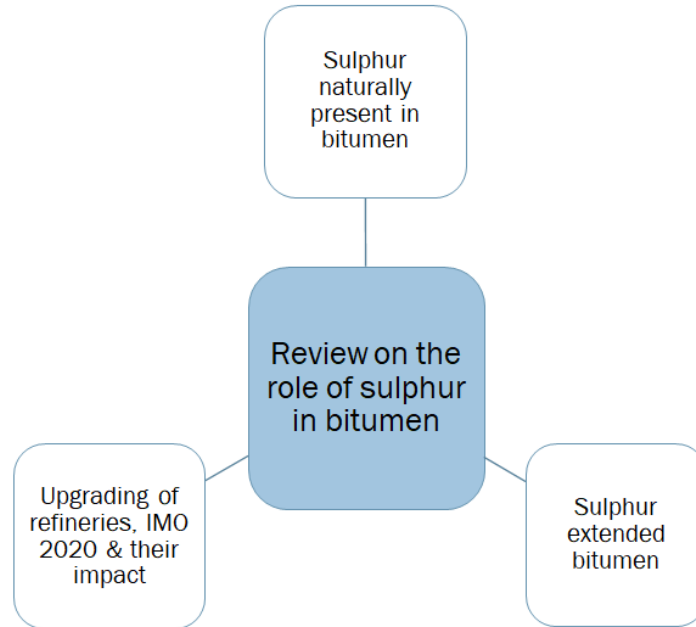 Sulphur
naturally
present in
bitumen
Review on the
role of sulphur
in bitumen
Upgrading of
refineries, IMO
2020 & their
impact
Sulphur
extended
bitumen